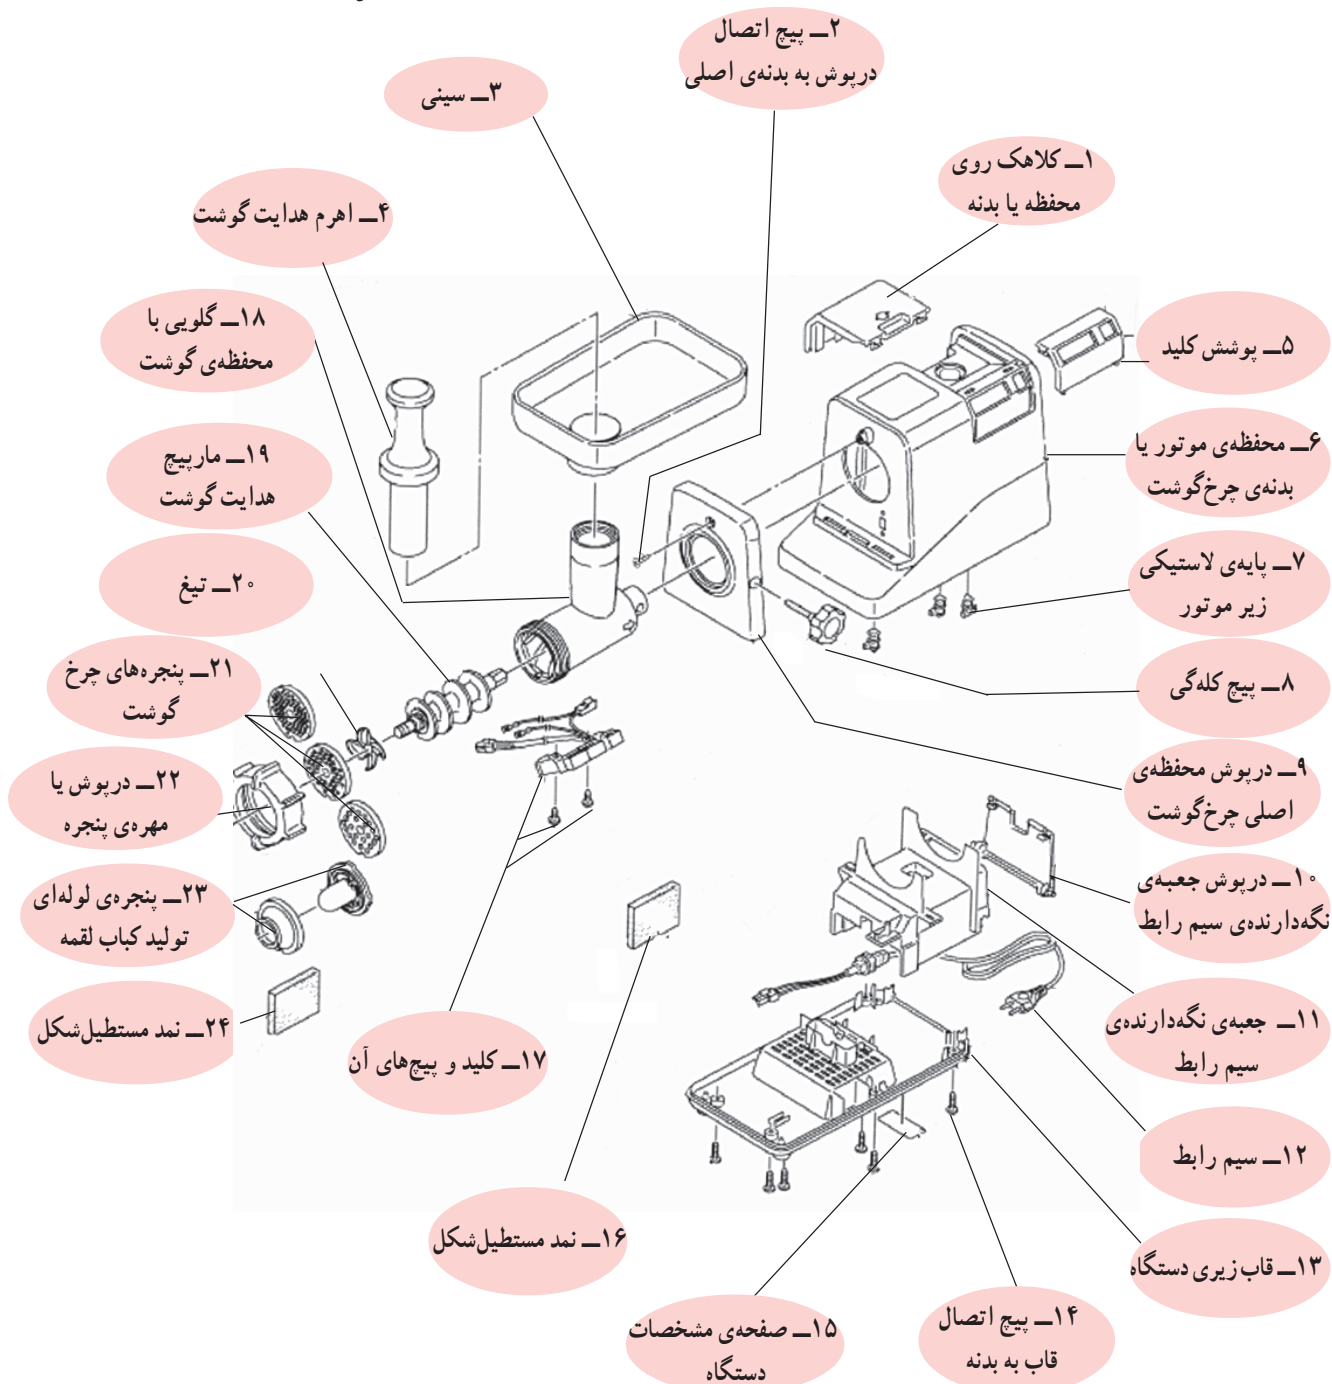 ۱ــ کلاهک روی
محفظه یا بدنه
۲ــ پیچ اتصال
درپوش به بدنه‌ی اصلی
۳ــ سینی
۴ــ اهرم هدایت گوشت
۵ــ پوشش کلید
۶ــ محفظه‌ی موتور یا
بدنه‌ی چرخ‌گوشت
۷ــ پایه‌ی لاستیکی
زیر موتور
۸ــ پیچ کله‌گی
۹ــ درپوش محفظه‌ی
اصلی چرخ‌گوشت
۱۰ــ درپوش جعبه‌ی
نگه‌دارنده‌ی سیم رابط
۱۱ــ جعبه‌ی نگه‌دارنده‌ی
سیم رابط
۱۲ــ سیم رابط
۱۳ــ قاب زیری دستگاه
۱۴ــ پیچ اتصال
قاب به بدنه
۱۵ــ صفحه‌ی مشخصات
دستگاه
۱۶ــ نمد مستطیل‌شکل
۱۷ــ کلید و پیچ‌های آن
۱۸ــ گلویی با
محفظه‌ی گوشت
۱۹ــ مارپیچ
هدایت گوشت
۲۰ــ تیغ
۲۱ــ پنجره‌های چرخ
گوشت
۲۲ــ درپوش یا
مهره‌ی پنجره
۲۳ــ پنجره‌ی لوله‌ای
تولید کباب لقمه
۲۴ــ نمد مستطیل‌شکل